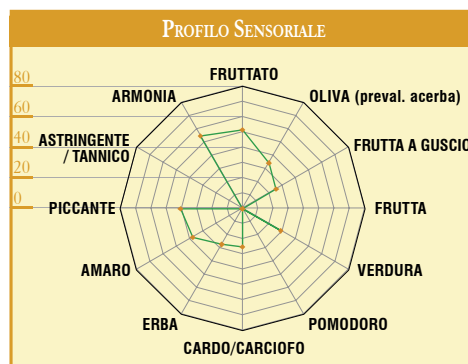 PROFILO SENSORIALE
80
60
40
20
0
FRUTTATO
OLIVA (preval. acerba)
FRUTTA A GUSCIO
FRUTTA
VERDURA
POMODORO
CARDO/CARCIOFO
ERBA
AMARO
PICCANTE
ASTRINGENTE
/ TANNICO
ARMONIA